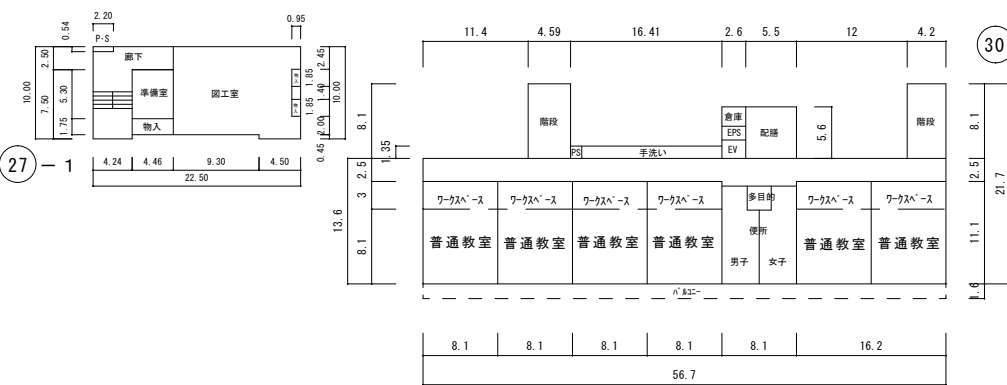 2.20
0.95
0.54
P･S
2.50
廊下
2.45
10.00
7.50
5.30
準備室
図工室
物入
1.85
1.40
10.00
物入
1.85
1.75
物入
2.00
0.45
27-1
4.24
4.46
9.30
4.50
22.50
11.4
4.59
16.41
2.6
5.5
12
4.2
30
8.1
階段
倉庫
EPS
EV
配膳
5.6
階段
8.1
1.35
PS
手洗い
2.5
2.5
21.7
13.6
3
ﾜｰｸｽﾍﾟｰｽ
ﾜｰｸｽﾍﾟｰｽ
ﾜｰｸｽﾍﾟｰｽ
ﾜｰｸｽﾍﾟｰｽ
多目的
ﾜｰｸｽﾍﾟｰｽ
ﾜｰｸｽﾍﾟｰｽ
8.1
普通教室
普通教室
普通教室
普通教室
便所
男子
女子
普通教室
普通教室
11.1
ﾊﾞﾙｺﾆｰ
1.6
8.1
8.1
8.1
8.1
8.1
16.2
56.7